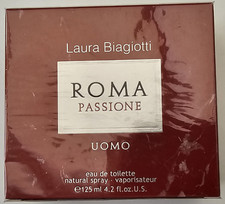 Laura Biagiotti
ROMA
PASSIONE
UOMO
eau de toilette
natural spray - vaporisateur
℮125 ml 4.2 fl.oz.U.S.